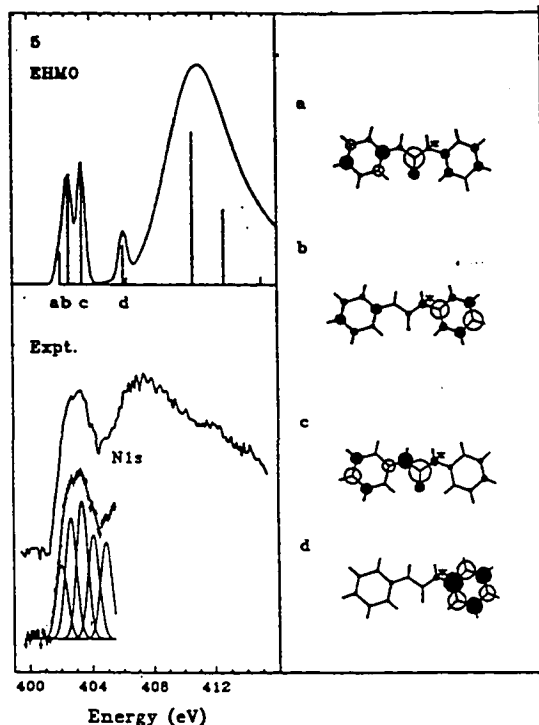 5
EHMO
a b c d
Expt.
N1s
400 404 408 412
Energy (eV)
a
*
b
*
c
*
d
*